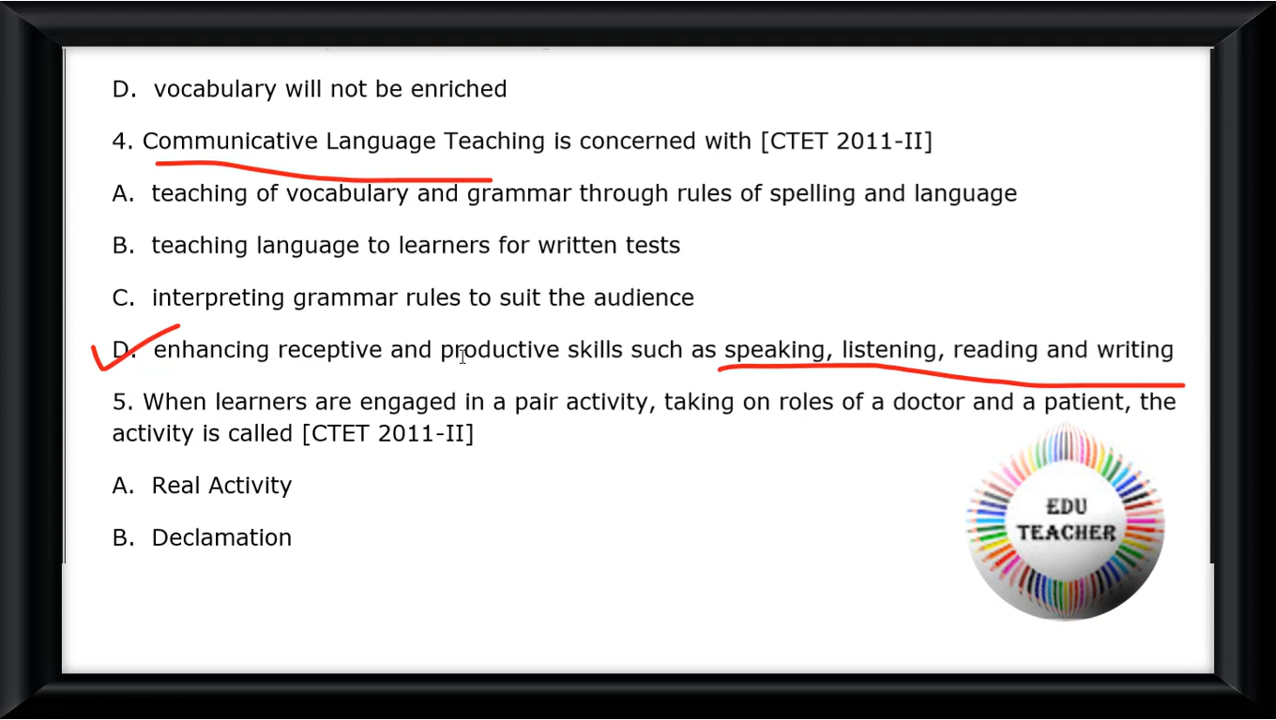 D. vocabulary will not be enriched
4. Communicative Language Teaching is concerned with [CTET 2011-II]
A. teaching of vocabulary and grammar through rules of spelling and language
B. teaching language to learners for written tests
C. interpreting grammar rules to suit the audience
D. enhancing receptive and productive skills such as speaking, listening, reading and writing
5. When learners are engaged in a pair activity, taking on roles of a doctor and a patient, the
activity is called [CTET 2011-II]
A. Real Activity
B. Declamation
EDU
TEACHER